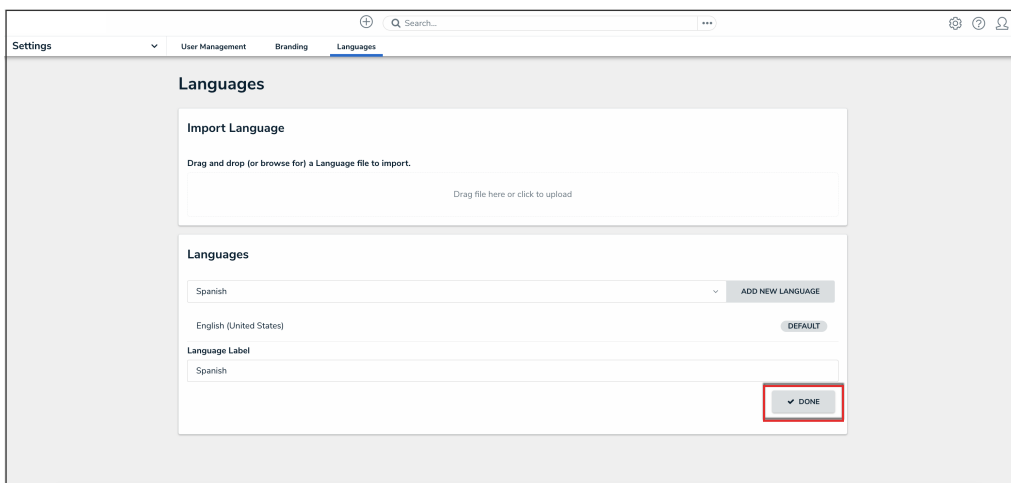 Search...
Settings
User Management
Branding
Languages
Languages
Import Language
Drag and drop (or browse for) a Language file to import.
Drag file here or click to upload
Languages
Spanish
ADD NEW LANGUAGE
English (United States)
DEFAULT
Language Label
Spanish
✔ DONE